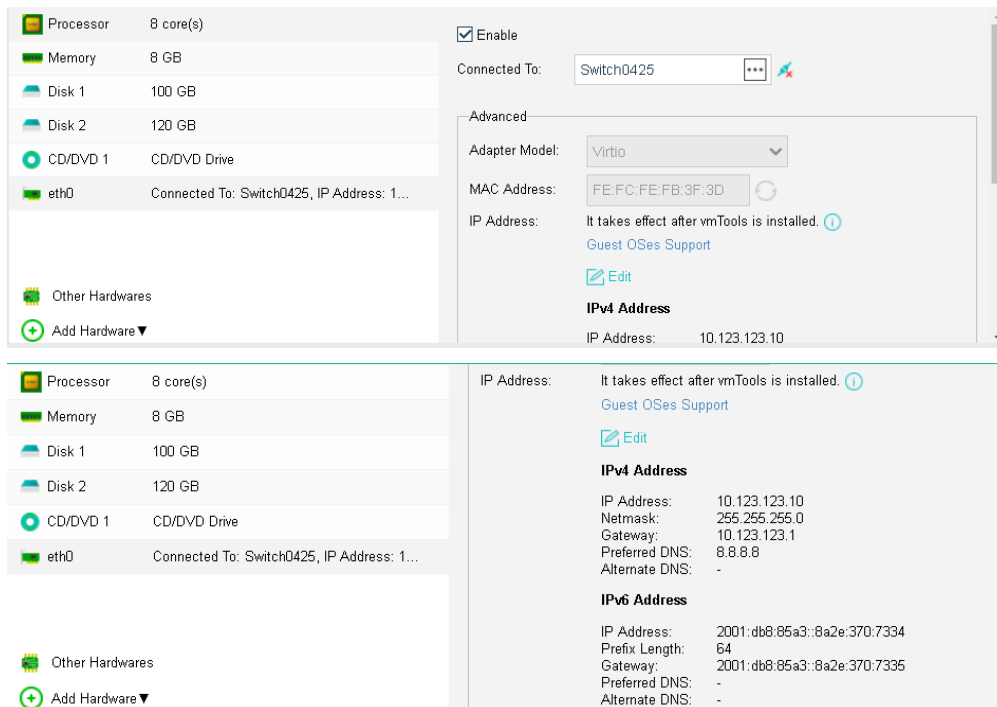 Processor 8 core(s)
Memory 8 GB
Disk 1 100 GB
Disk 2 120 GB
CD/DVD 1 CD/DVD Drive
eth0 Connected To: Switch0425, IP Address: 1...
Other Hardwares
Add Hardware▼
Enable
Connected To: Switch0425 ...
Advanced
Adapter Model: Virtio
MAC Address: FE:FC:FE:FB:3F:3D
IP Address: It takes effect after vmTools is installed.
Guest OSes Support
Edit
IPv4 Address
IP Address: 10.123.123.10
Processor 8 core(s)
Memory 8 GB
Disk 1 100 GB
Disk 2 120 GB
CD/DVD 1 CD/DVD Drive
eth0 Connected To: Switch0425, IP Address: 1...
Other Hardwares
Add Hardware▼
IP Address: It takes effect after vmTools is installed.
Guest OSes Support
Edit
IPv4 Address
IP Address: 10.123.123.10
Netmask: 255.255.255.0
Gateway: 10.123.123.1
Preferred DNS: 8.8.8.8
Alternate DNS: -
IPv6 Address
IP Address: 2001:db8:85a3::8a2e:370:7334
Prefix Length: 64
Gateway: 2001:db8:85a3::8a2e:370:7335
Preferred DNS: -
Alternate DNS: -